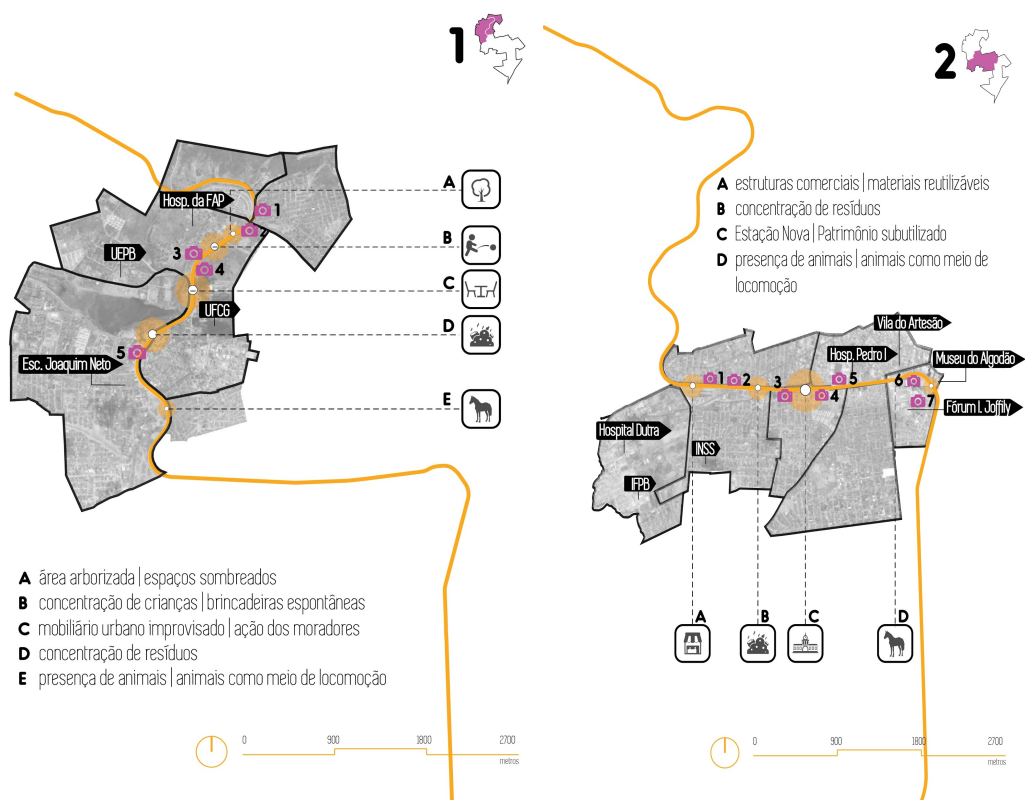 1
Hosp. da FAP
A
1
2
UEPB
3
B
4
C
UFCG
D
5
Esc. Joaquim Neto
E
A área arborizada | espaços sombreados
B concentração de crianças | brincadeiras espontâneas
C mobiliário urbano improvisado | ação dos moradores
D concentração de resíduos
E presença de animais | animais como meio de locomoção
0 900 1800 2700
metros
2
A estruturas comerciais | materiais reutilizáveis
B concentração de resíduos
C Estação Nova | Patrimônio subutilizado
D presença de animais | animais como meio de
locomoção
Vila do Artesão
Hosp. Pedro I
Museu do Algodão
1 2 3 4 5 6 7
Fórum I. Joffily
Hospital Dutra
INSS
IFPB
A B C D
0 900 1800 2700
metros